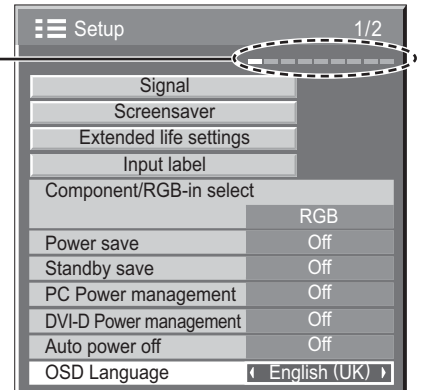 Setup 1/2
Signal
Screensaver
Extended life settings
Input label
Component/RGB-in select
RGB
Power save Off
Standby save Off
PC Power management Off
DVI-D Power management Off
Auto power off Off
OSD Language English (UK)